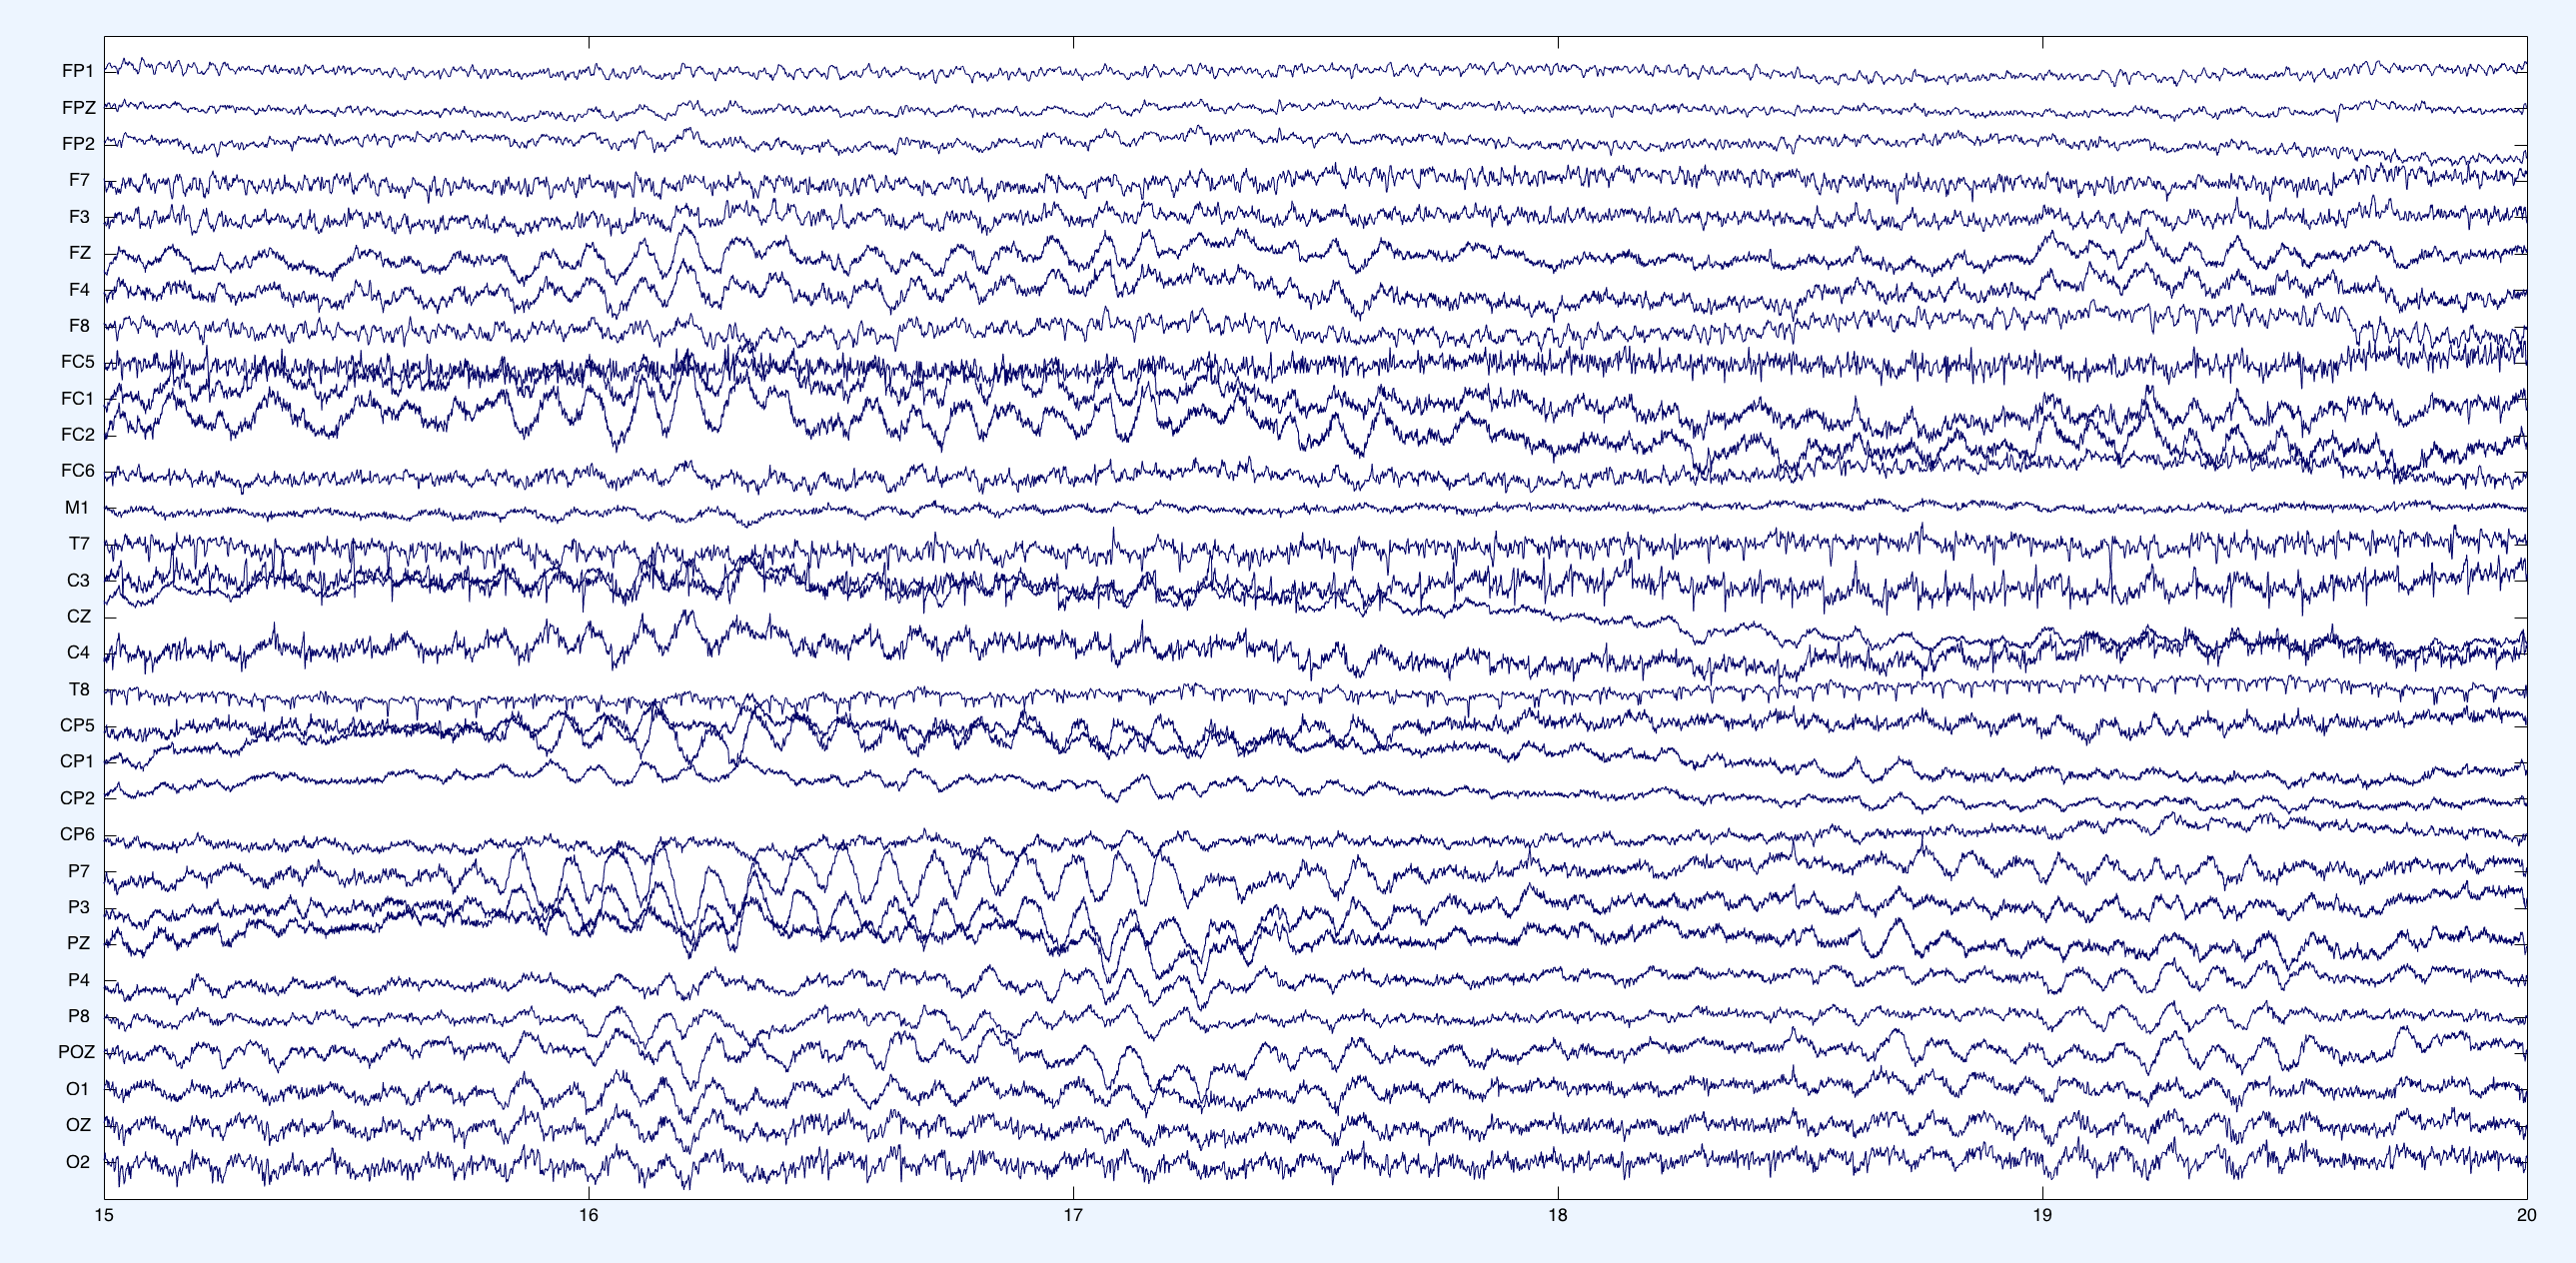 FP1
FPZ
FP2
F7
F3
FZ
F4
F8
FC5
FC1
FC2
FC6
M1
T7
C3
CZ
C4
T8
CP5
CP1
CP2
CP6
P7
P3
PZ
P4
P8
POZ
O1
OZ
O2
15 16 17 18 19 20